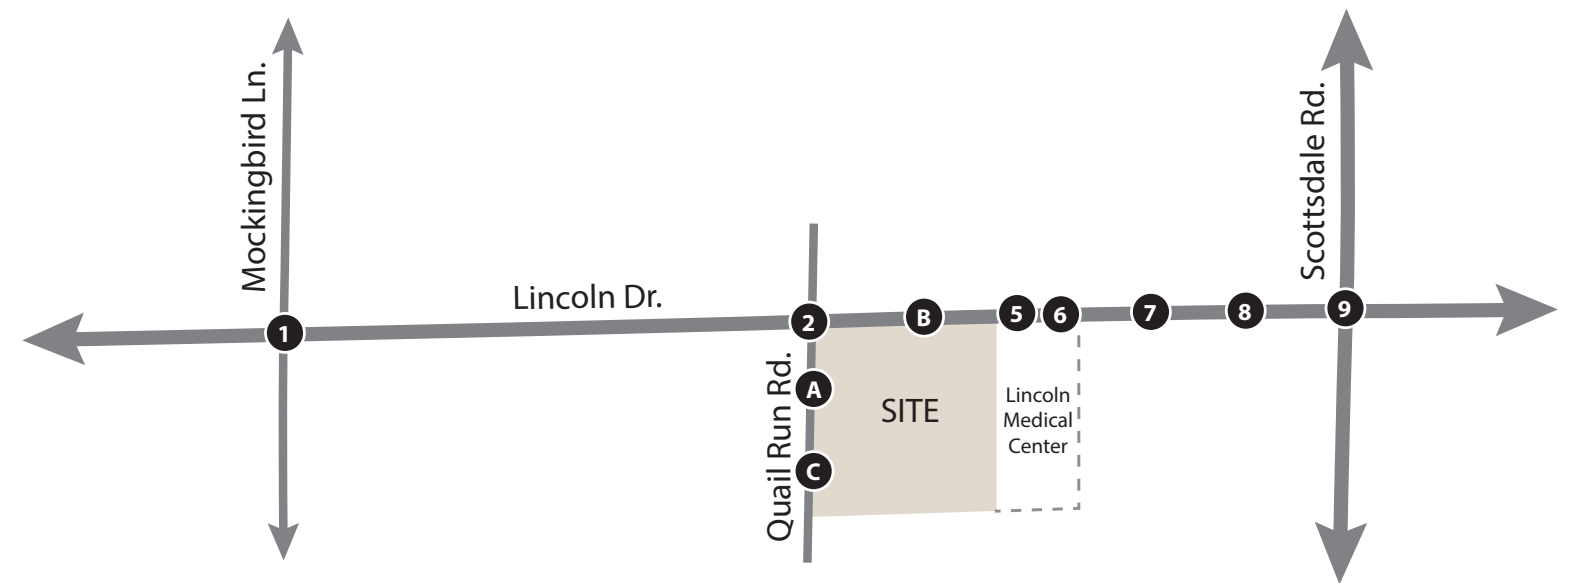 Mockingbird Ln.
Scottsdale Rd.
Lincoln Dr.
1
2
B
5
6
7
8
9
Quail Run Rd.
A
SITE
Lincoln
Medical
Center
C